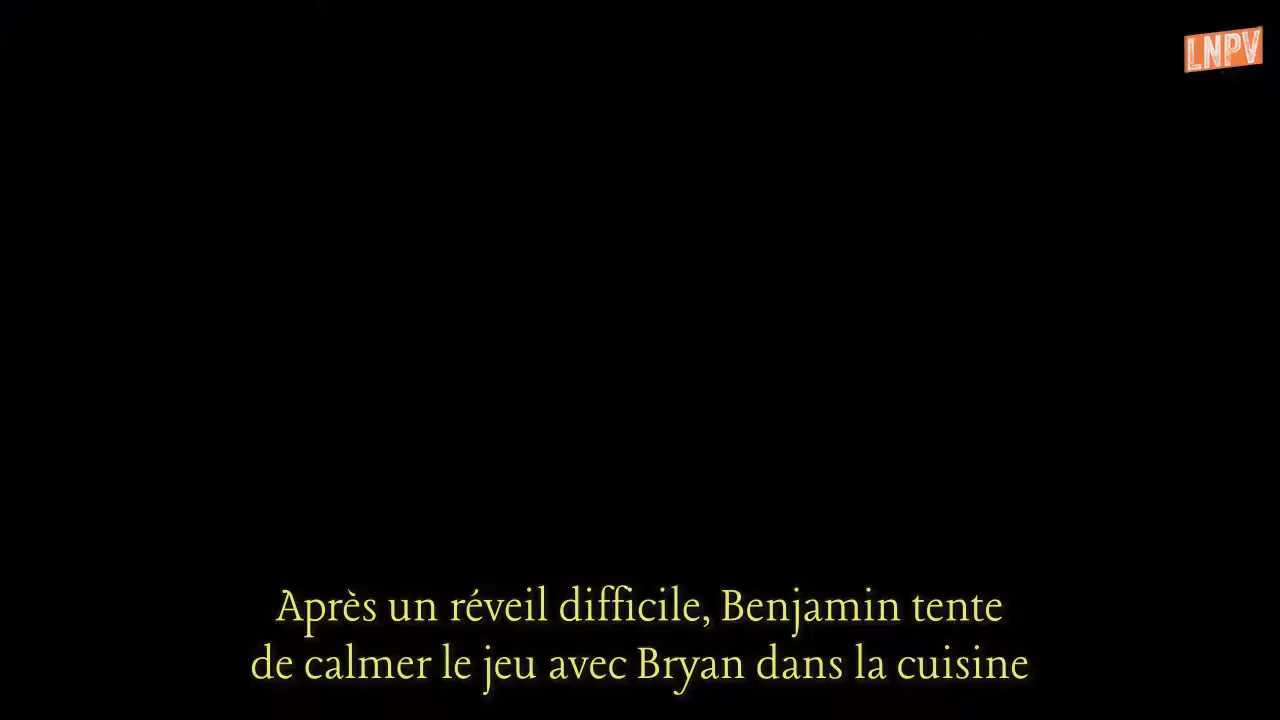 LNPV
Après un réveil difficile, Benjamin tente
de calmer le jeu avec Bryan dans la cuisine